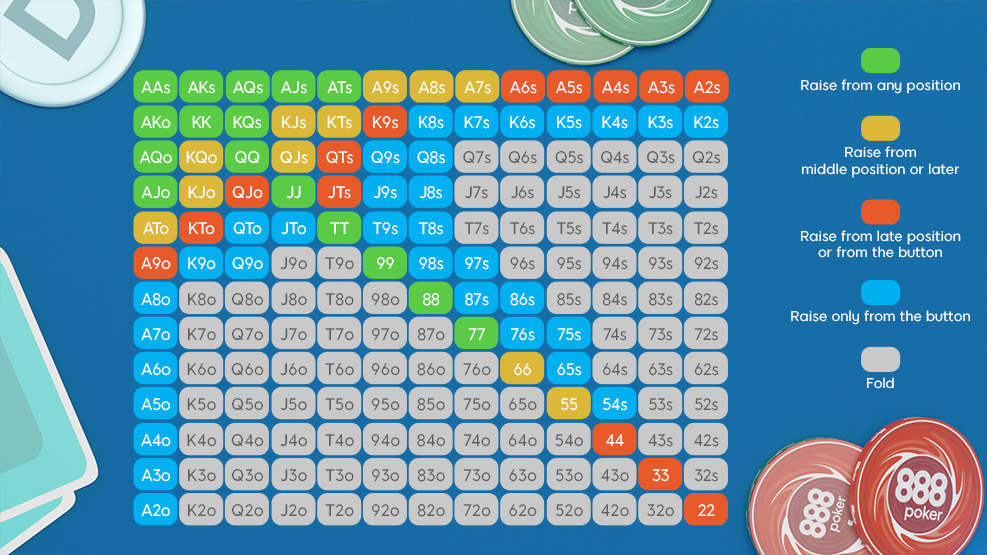 D
AAs AKs AQs AJs ATs A9s A8s A7s A6s A5s A4s A3s A2s
AKo KK KQs KJs KTs K9s K8s K7s K6s K5s K4s K3s K2s
AQo KQo QQ QJs QTs Q9s Q8s Q7s Q6s Q5s Q4s Q3s Q2s
AJo KJo QJo JJ JTs J9s J8s J7s J6s J5s J4s J3s J2s
ATo KTo QTo JTo TT T9s T8s T7s T6s T5s T4s T3s T2s
A9o K9o Q9o J9o T9o 99 98s 97s 96s 95s 94s 93s 92s
A8o K8o Q8o J8o T8o 98o 88 87s 86s 85s 84s 83s 82s
A7o K7o Q7o J7o T7o 97o 87o 77 76s 75s 74s 73s 72s
A6o K6o Q6o J6o T6o 96o 86o 76o 66 65s 64s 63s 62s
A5o K5o Q5o J5o T5o 95o 85o 75o 65o 55 54s 53s 52s
A4o K4o Q4o J4o T4o 94o 84o 74o 64o 54o 44 43s 42s
A3o K3o Q3o J3o T3o 93o 83o 73o 63o 53o 43o 33 32s
A2o K2o Q2o J2o T2o 92o 82o 72o 62o 52o 42o 32o 22
Raise from any position
Raise from
middle position or later
Raise from late position
or from the button
Raise only from the button
Fold
888
poker
888
poker